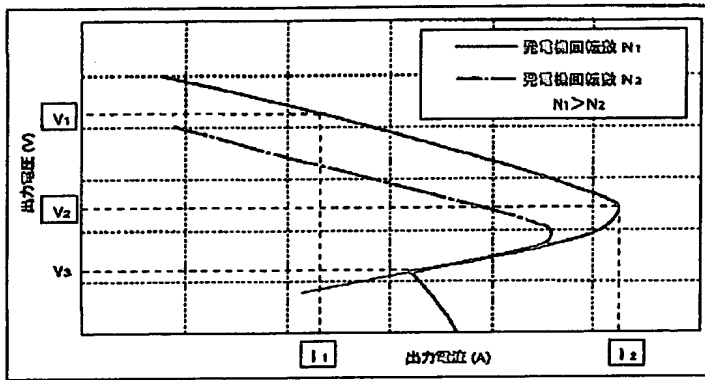 発電機回転数 N₁
発電機回転数 N₂
N₁>N₂
V₁
V₂
V₃
出力電圧 (V)
I₁
出力電流 (A)
I₂